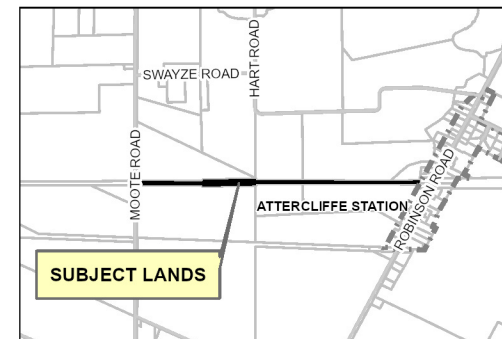 SWAYZE ROAD
HART ROAD
MOOTE ROAD
ATTERCLIFFE STATION
ROBINSON ROAD
SUBJECT LANDS